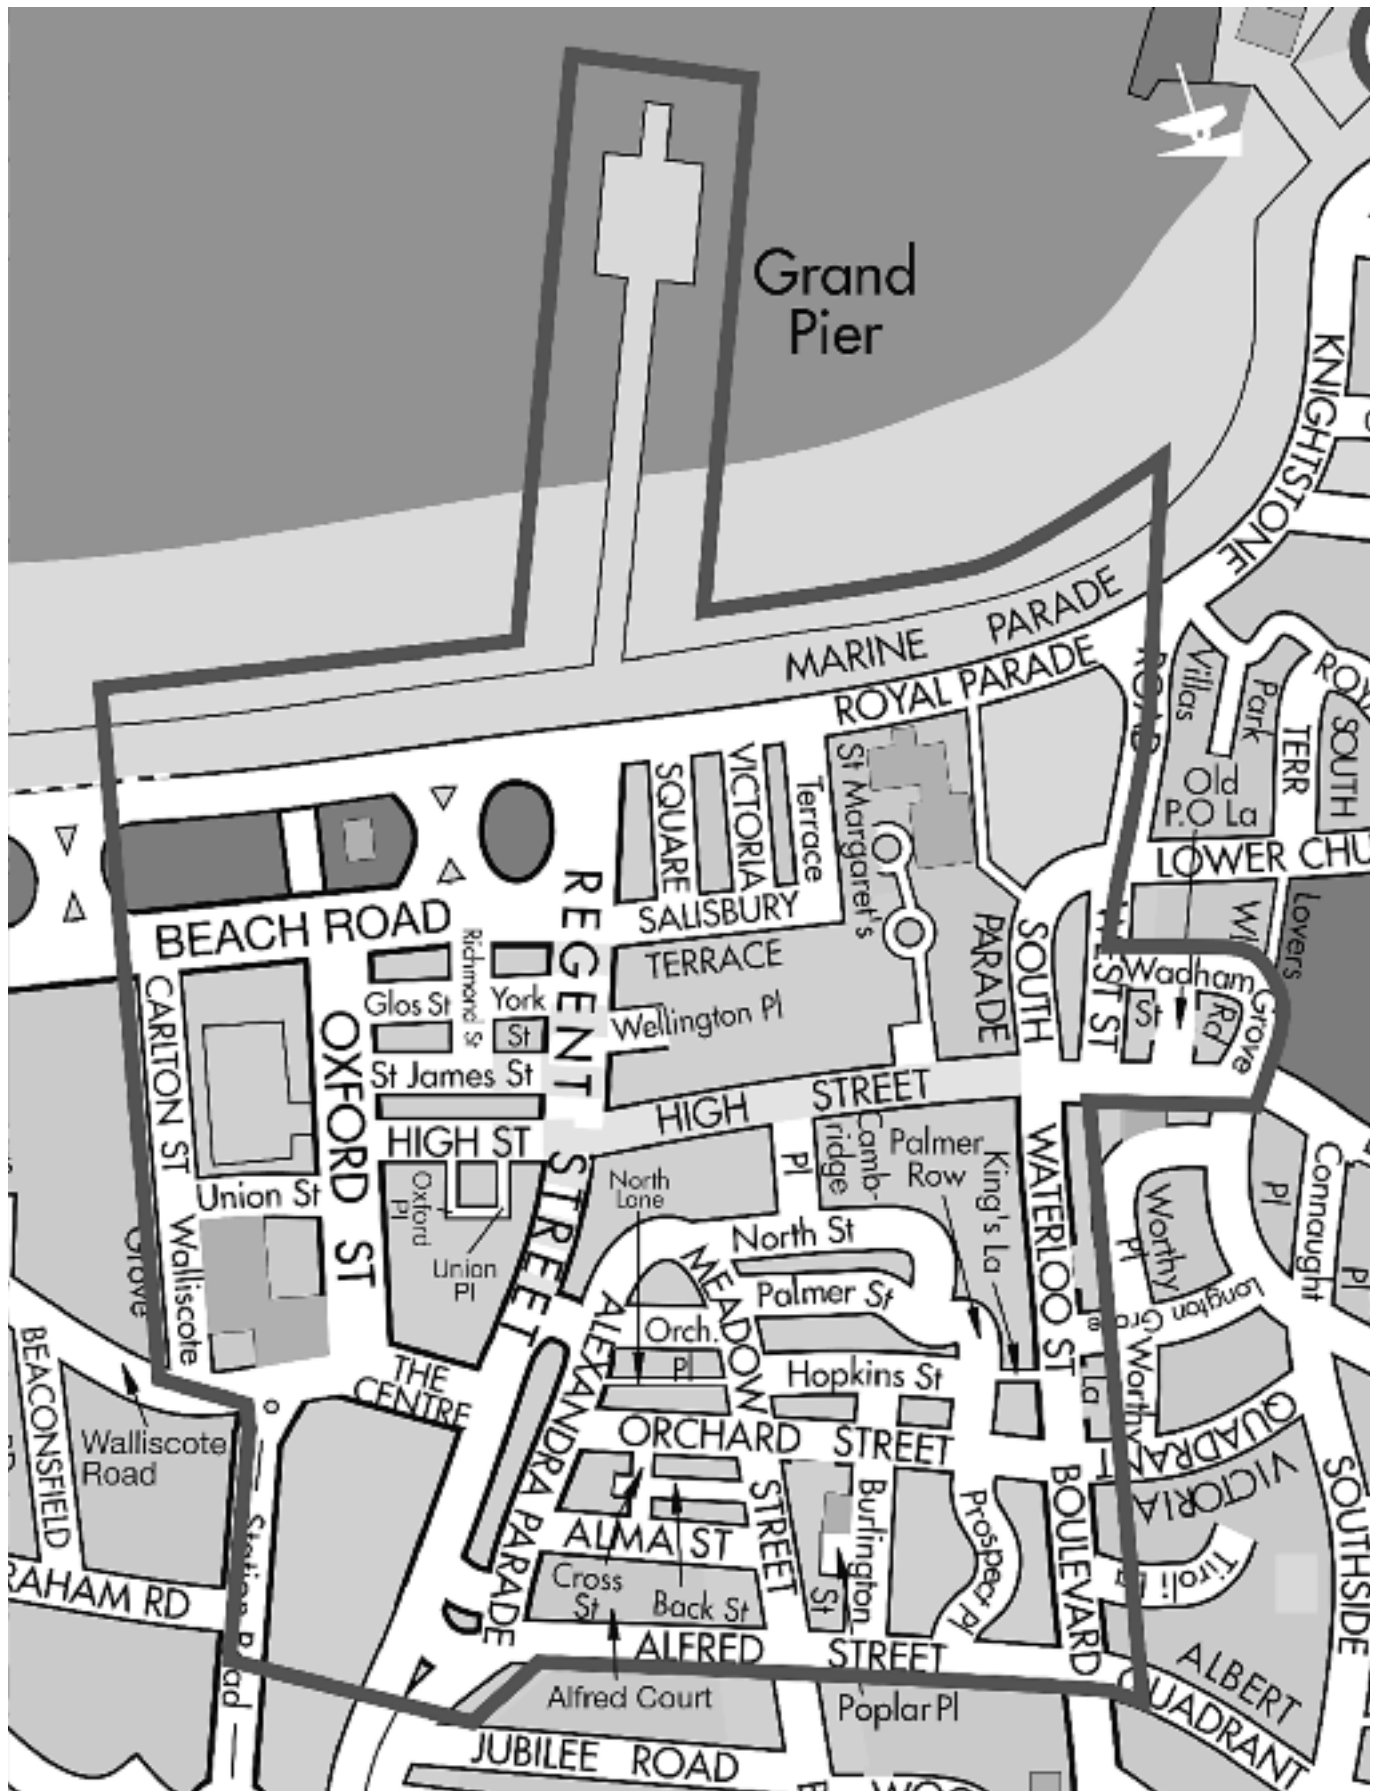 Grand
Pier
KNIGHTSTONE
ROAD
MARINE PARADE
ROYAL PARADE
Villas
Park
TERR
SOUTH
Old
P.O La
LOWER CHU
Lovers
SQUARE
VICTORIA
Terrace
St Margaret's
SALISBURY
TERRACE
BEACH ROAD
REGENT STREET
Richmond St
Glos St
York
St
Wellington Pl
PARADE
SOUTH
WEST ST
Wadham
St
Rd
Grove
CARLTON ST
OXFORD ST
St James St
HIGH STREET
HIGH ST
Union St
Oxford
Pl
Union
Pl
North
Lane
Pl
Camb-
ridge
Palmer
Row
King's La
WATERLOO ST
Worthy
Pl
Pl
Connaught
Pl
Grove
Walliscote
North St
MEADOW STREET
Palmer St
Longton Grove
Worthy
La
ALEXANDRA PARADE
Orch.
Pl
Hopkins St
THE
CENTRE
BEACONSFIELD
Walliscote
Road
ORCHARD STREET
VICTORIA
QUADRANT
SOUTHSIDE
BOULEVARD
Burlington
St
Prospect Pl
Tiroli La
ALMA ST
Cross
St
Back St
RAHAM RD
Station Road
ALFRED STREET
ALBERT
QUADRANT
Alfred Court
Poplar Pl
JUBILEE ROAD